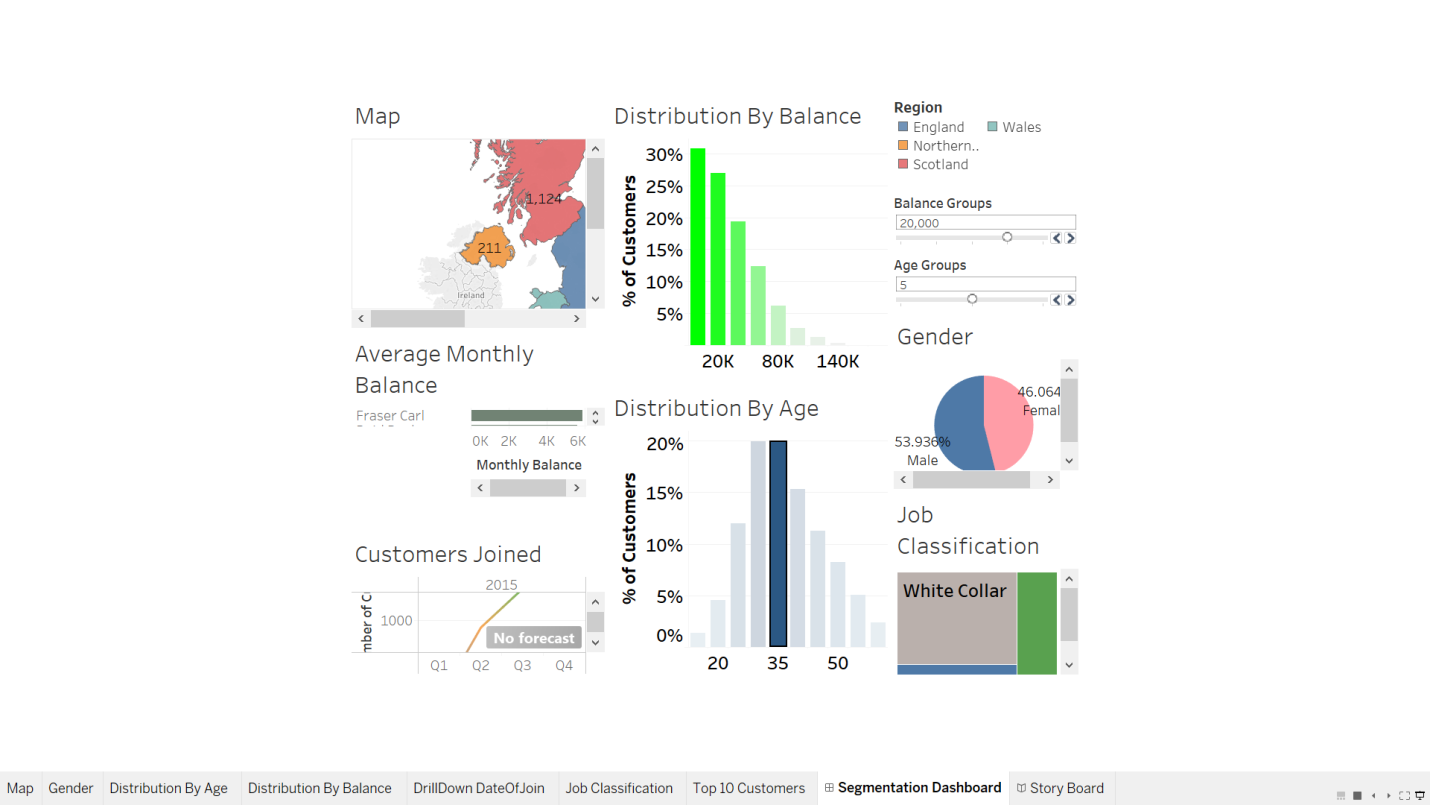 Map
1,124
211
Ireland
Average Monthly
Balance
Fraser Carl
0K 2K 4K 6K
Monthly Balance
Customers Joined
2015
1000
No forecast
Q1 Q2 Q3 Q4
Distribution By Balance
% of Customers
30%
25%
20%
15%
10%
5%
20K 80K 140K
Distribution By Age
% of Customers
20%
15%
10%
5%
0%
20 35 50
Region
England Wales
Northern..
Scotland
Balance Groups
20,000
Age Groups
5
Gender
46.064
Femal
53.936%
Male
Job
Classification
White Collar
Map Gender Distribution By Age Distribution By Balance DrillDown DateOfJoin Job Classification Top 10 Customers Segmentation Dashboard Story Board